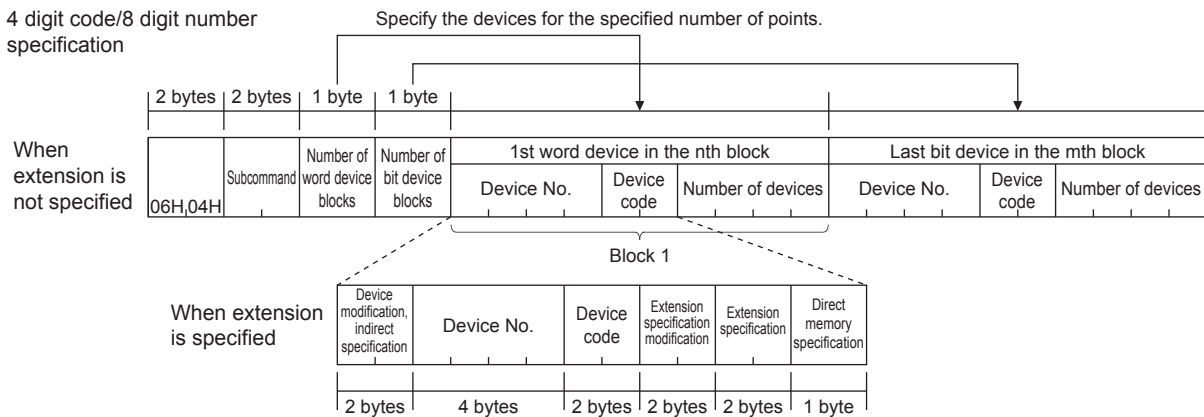 4 digit code/8 digit number
specification
Specify the devices for the specified number of points.
2 bytes 2 bytes 1 byte 1 byte
When
extension is
not specified
06H,04H
Subcommand
Number of
word device
blocks
Number of
bit device
blocks
1st word device in the nth block
Device No.
Device
code
Number of devices
Last bit device in the mth block
Device No.
Device
code
Number of devices
Block 1
When extension
is specified
Device
modification,
indirect
specification
Device No.
Device
code
Extension
specification
modification
Extension
specification
Direct
memory
specification
2 bytes 4 bytes 2 bytes 2 bytes 2 bytes 1 byte